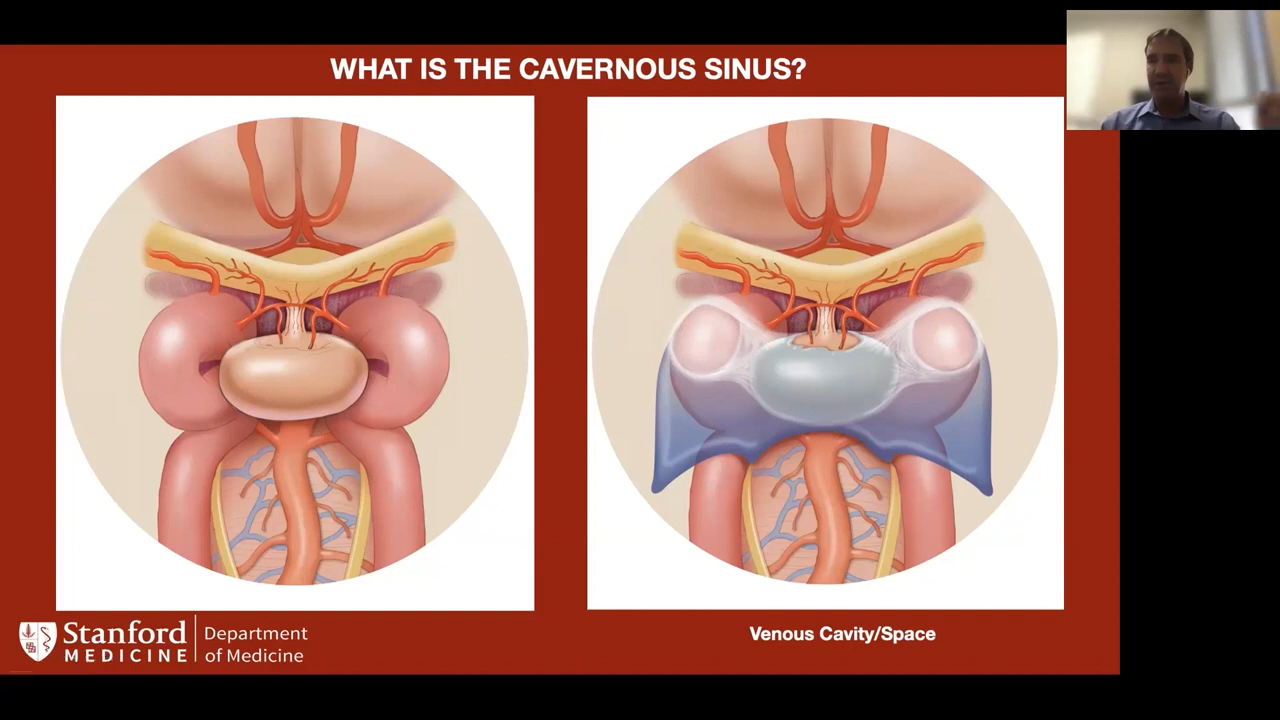 WHAT IS THE CAVERNOUS SINUS?
Venous Cavity/Space
Stanford
MEDICINE
Department
of Medicine